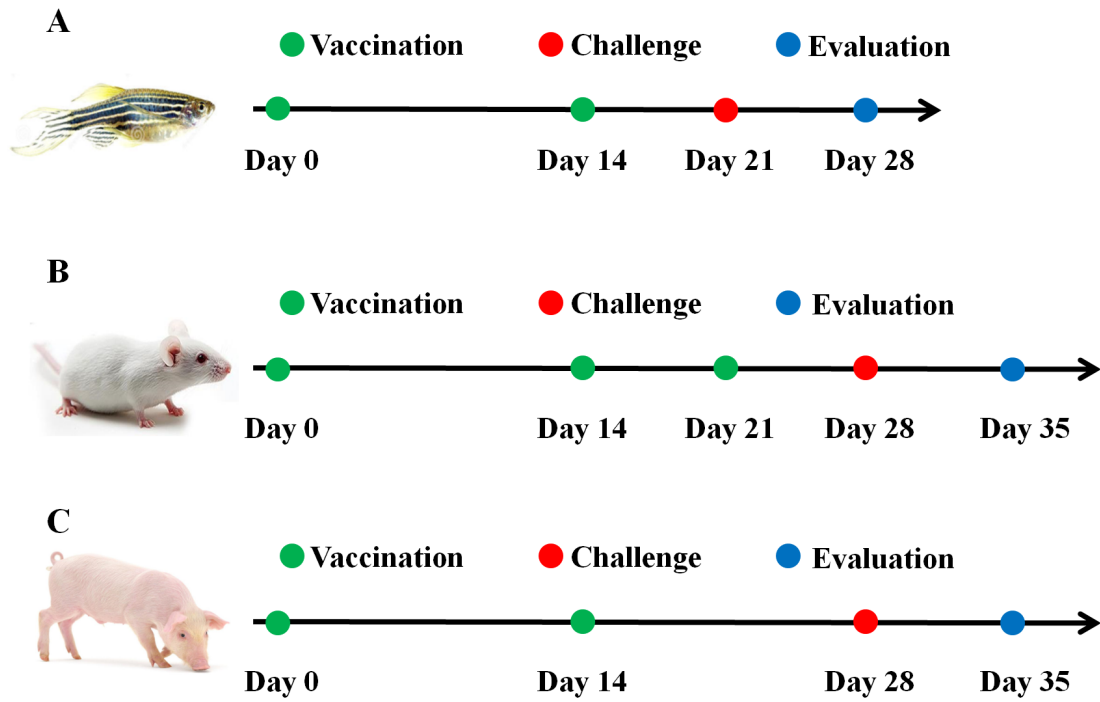 A
Vaccination Challenge Evaluation
Day 0 Day 14 Day 21 Day 28
B
Vaccination Challenge Evaluation
Day 0 Day 14 Day 21 Day 28 Day 35
C
Vaccination Challenge Evaluation
Day 0 Day 14 Day 28 Day 35